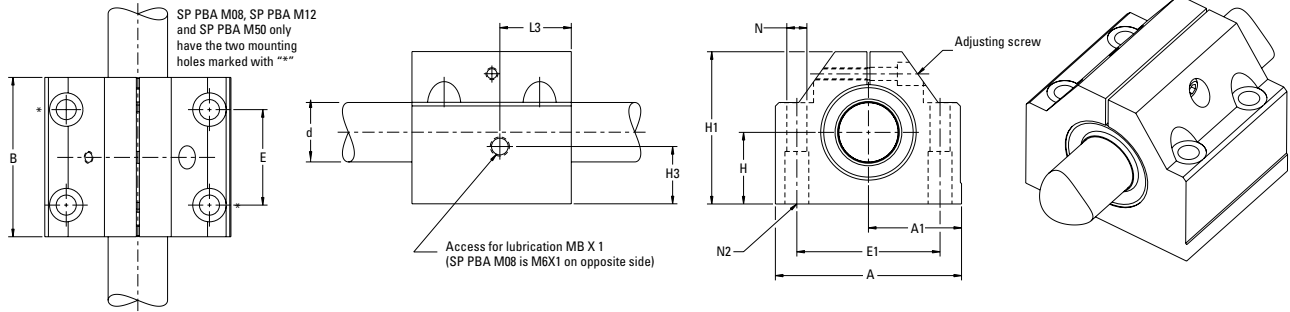 SP PBA M08, SP PBA M12
and SP PBA M50 only
have the two mounting
holes marked with “*”
*
B
E
*
L3
d
H3
Access for lubrication MB X 1
(SP PBA M08 is M6X1 on opposite side)
N
Adjusting screw
H1
H
A1
N2
E1
A